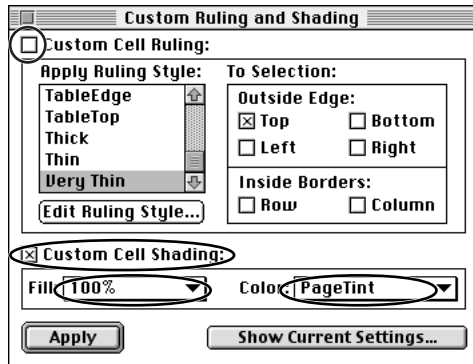 Custom Ruling and Shading
Custom Cell Ruling:
Apply Ruling Style:
TableEdge
TableTop
Thick
Thin
Very Thin
Edit Ruling Style...
To Selection:
Outside Edge:
Top Bottom
Left Right
Inside Borders:
Row Column
Custom Cell Shading:
Fill: 100% Color: PageTint
Apply Show Current Settings...